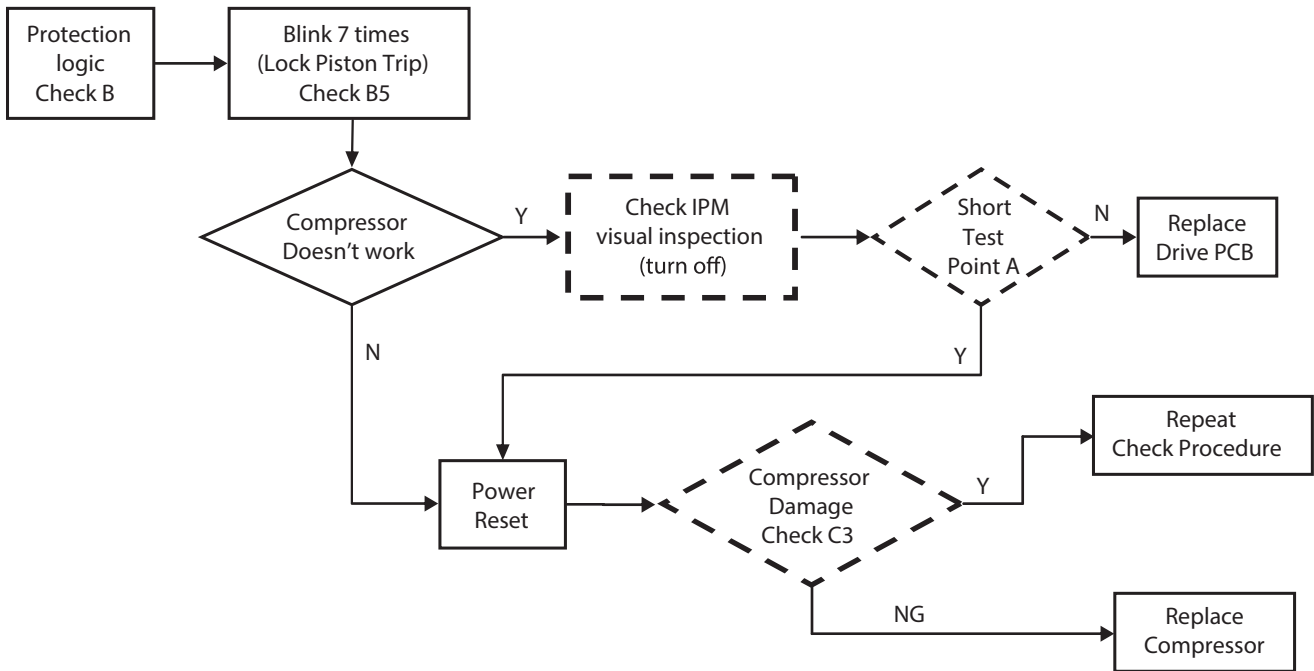 Protection
logic
Check B
Blink 7 times
(Lock Piston Trip)
Check B5
Compressor
Doesn't work
Y
Check IPM
visual inspection
(turn off)
Short
Test
Point A
N
Replace
Drive PCB
N
Y
Power
Reset
Compressor
Damage
Check C3
Y
Repeat
Check Procedure
NG
Replace
Compressor